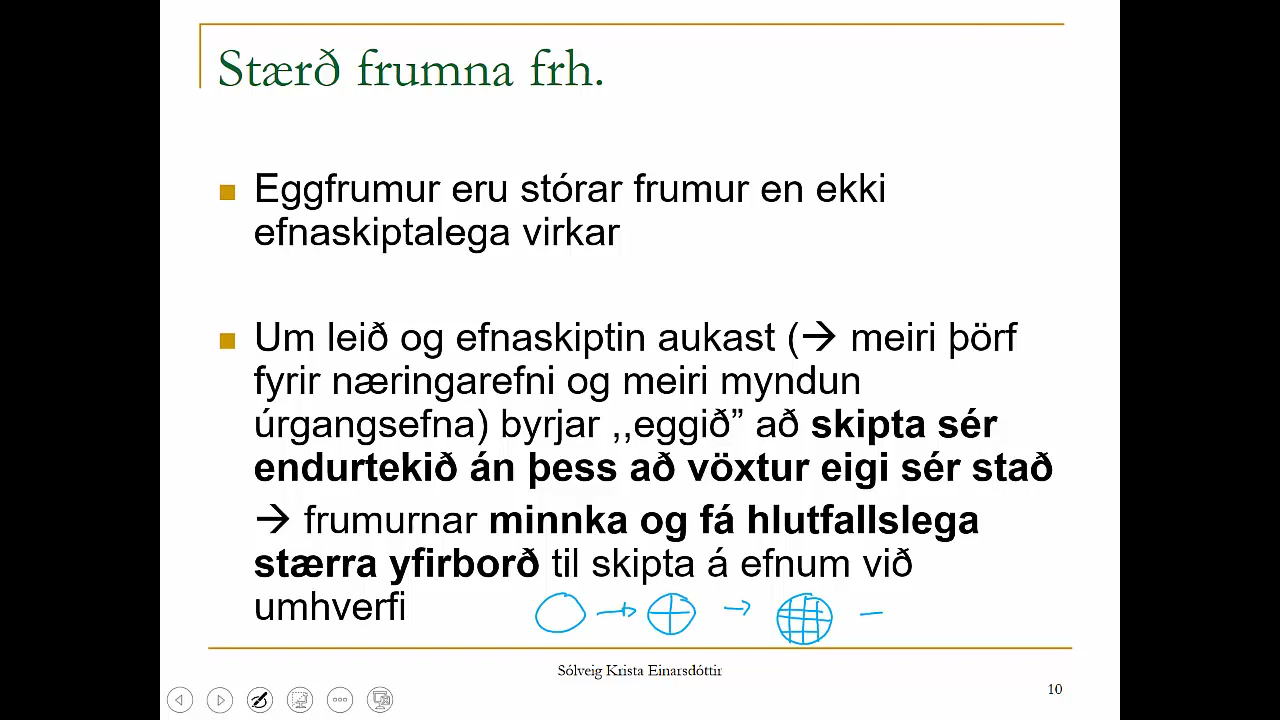 Stærð frumna frh.
Eggfrumur eru stórar frumur en ekki
efnaskiptalega virkar
Um leið og efnaskiptin aukast (→ meiri þörf
fyrir næringarefni og meiri myndun
úrgangsefna) byrjar ,,eggið” að skipta sér
endurtekið án þess að vöxtur eigi sér stað
→ frumurnar minnka og fá hlutfallslega
stærra yfirborð til skipta á efnum við
umhverfi
Sólveig Krista Einarsdóttir
10